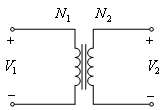 N₁ N₂
+ +
V₁ V₂
− −